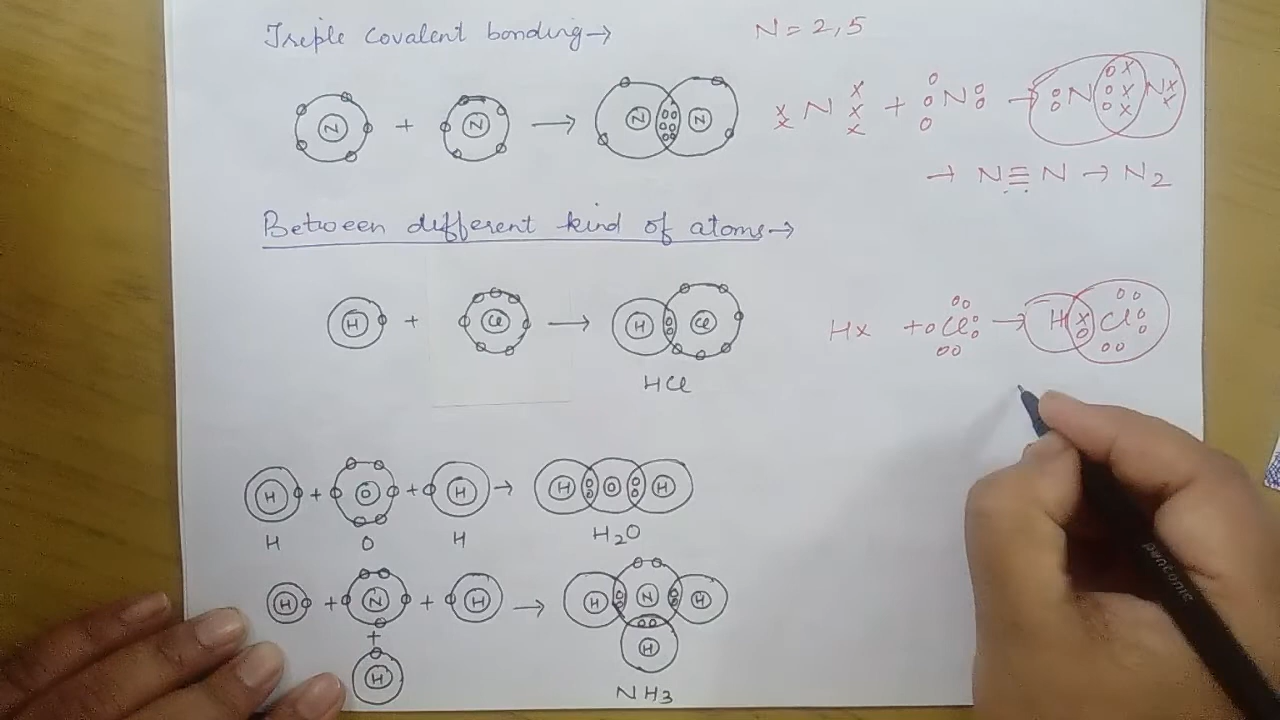 Triple covalent bonding→ N = 2,5
N + N → N N
x x N x x x + N → N x x x N x x
→ N≡N → N2
Between different kind of atoms→
H + Cl → H Cl
HCl
Hx + Cl → H x Cl
H + O + H → H O H
H O H H2O
H + N + H → H N H
+
H H
NH3
pentonic